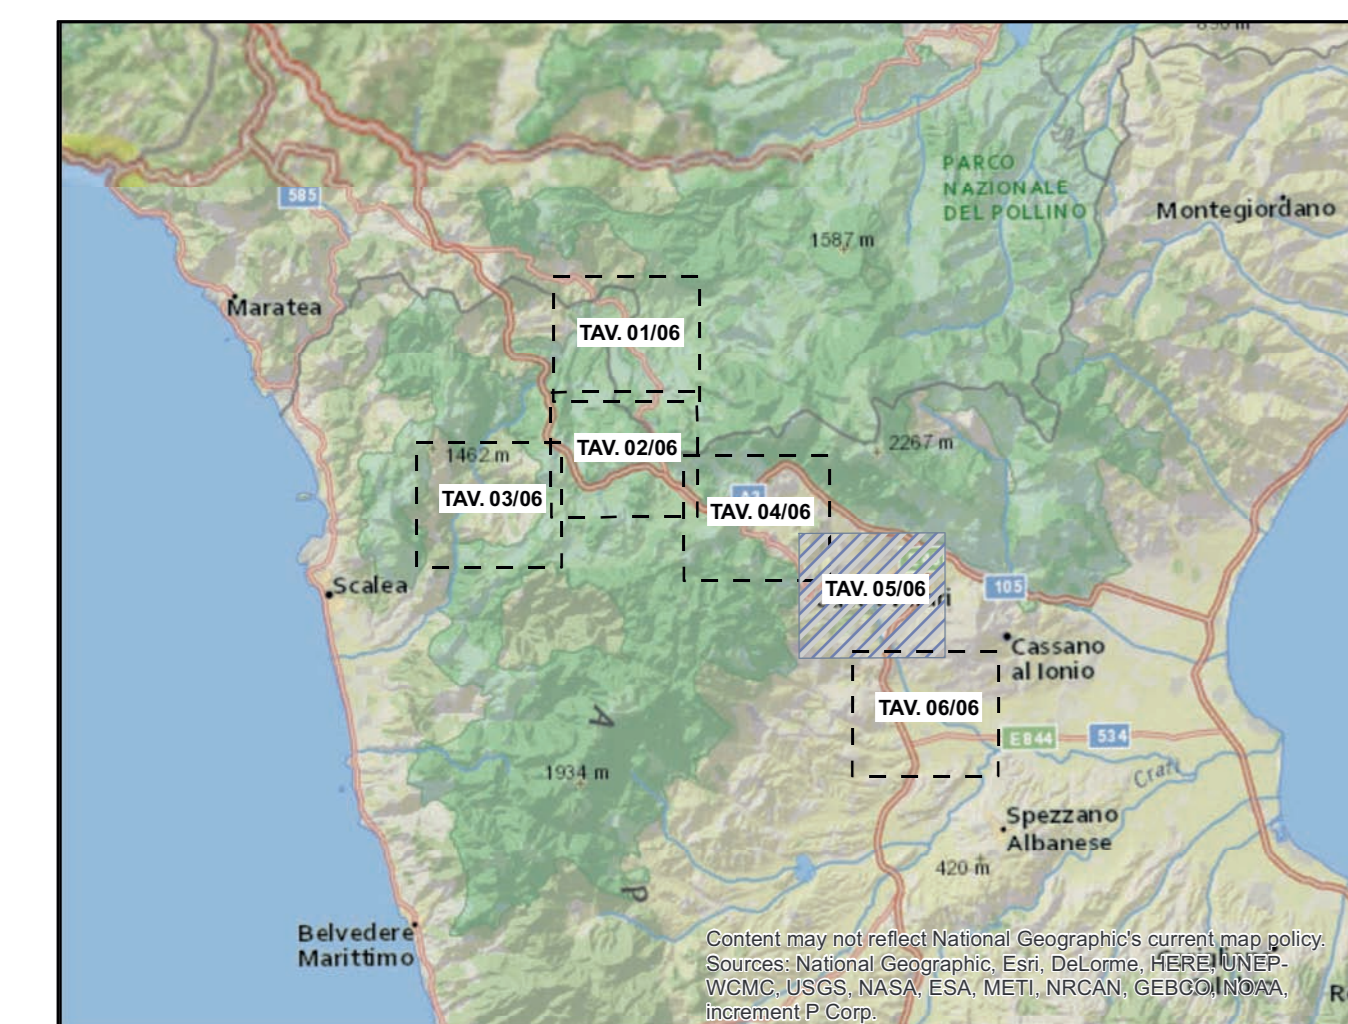 PARCO
NAZIONALE
DEL POLLINO
585
Montegiordano
1587 m
Maratea
TAV. 01/06
2267 m
TAV. 02/06
1462 m
TAV. 03/06
TAV. 04/06
Scalea
TAV. 05/06
105
Cassano
al Ionio
TAV. 06/06
E844
534
A
1934 m
Crati
Spezzano
Albanese
420 m
P
Belvedere
Marittimo
Content may not reflect National Geographic's current map policy.
Sources: National Geographic, Esri, DeLorme, HERE, UNEP-
WCMC, USGS, NASA, ESA, METI, NRCAN, GEBCO, NOAA,
increment P Corp.